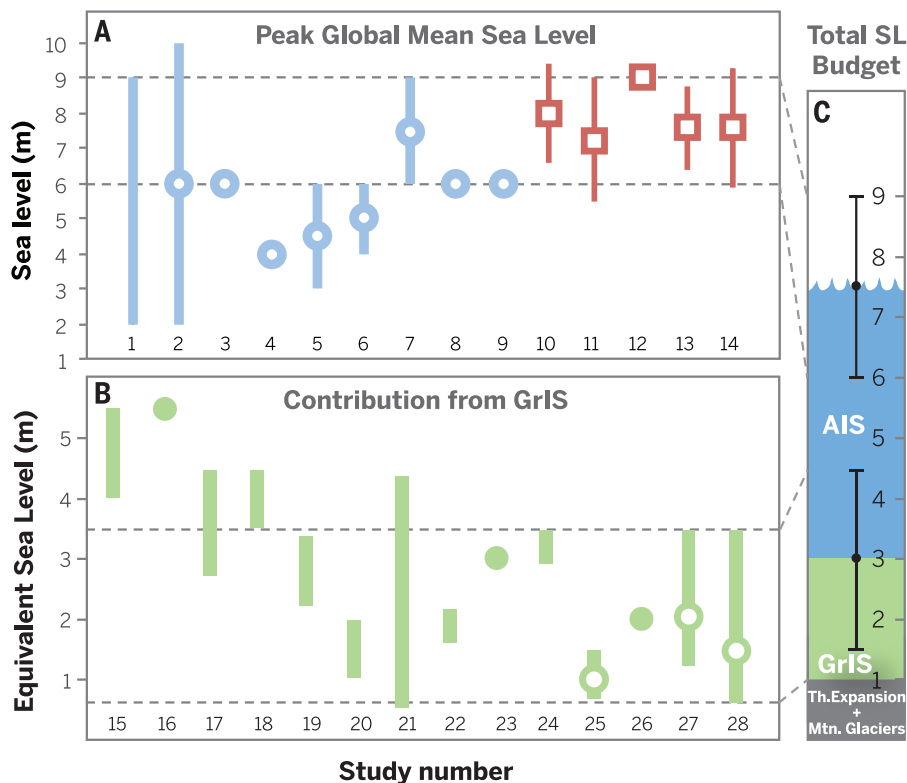 A
Peak Global Mean Sea Level
Sea level (m)
10
9
8
7
6
5
4
3
2
1
1 2 3 4 5 6 7 8 9 10 11 12 13 14
B
Contribution from GrIS
Equivalent Sea Level (m)
5
4
3
2
1
15 16 17 18 19 20 21 22 23 24 25 26 27 28
Study number
Total SL
Budget
C
9
8
7
6
AIS
5
4
3
2
GrIS
1
Th.Expansion
+
Mtn. Glaciers